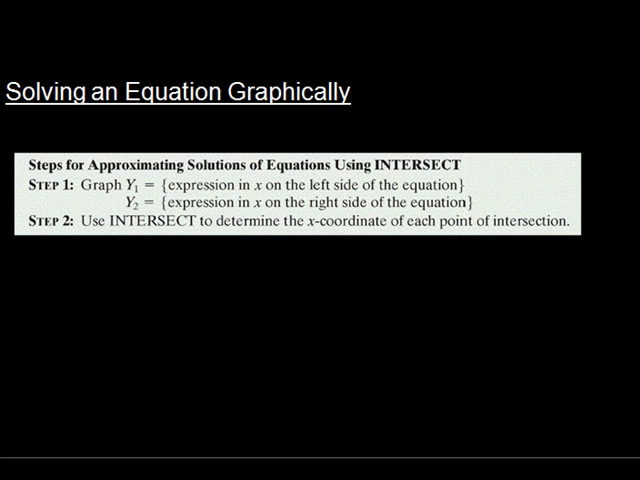 Solving an Equation Graphically
Steps for Approximating Solutions of Equations Using INTERSECT
STEP 1: Graph Y₁ = {expression in x on the left side of the equation}
Y₂ = {expression in x on the right side of the equation}
STEP 2: Use INTERSECT to determine the x-coordinate of each point of intersection.